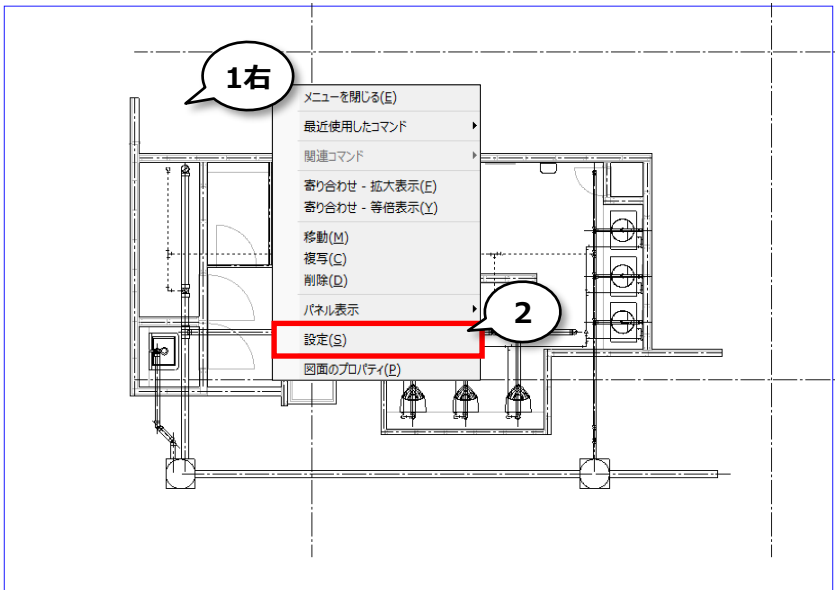 1右
メニューを閉じる(E)
最近使用したコマンド
関連コマンド
寄り合わせ - 拡大表示(F)
寄り合わせ - 等倍表示(Y)
移動(M)
複写(C)
削除(D)
パネル表示
2
設定(S)
図面のプロパティ(P)